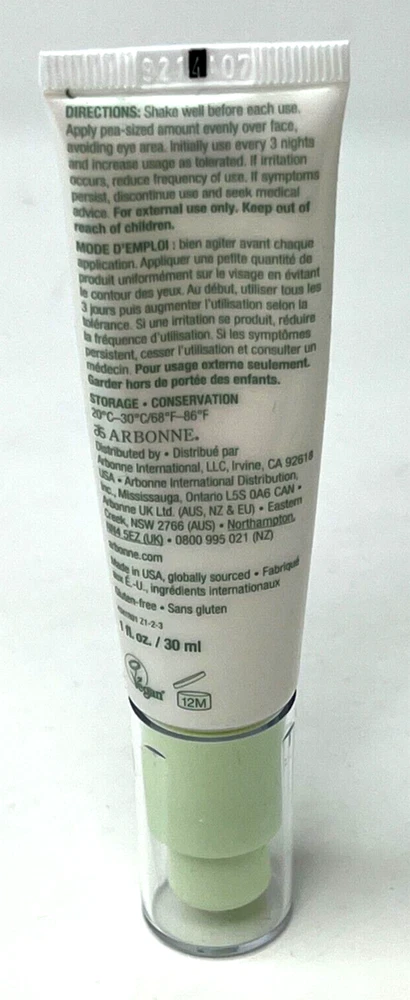 9214 07
DIRECTIONS: Shake well before each use.
Apply pea-sized amount evenly over face,
avoiding eye area. Initially use every 3 nights
and increase usage as tolerated. If irritation
occurs, reduce frequency of use. If symptoms
persist, discontinue use and seek medical
advice. For external use only. Keep out of
reach of children.
MODE D'EMPLOI : bien agiter avant chaque
application. Appliquer une petite quantité de
produit uniformément sur le visage en évitant
le contour des yeux. Au début, utiliser tous les
3 jours puis augmenter l'utilisation selon la
tolérance. Si une irritation se produit, réduire
la fréquence d'utilisation. Si les symptômes
persistent, cesser l'utilisation et consulter un
médecin. Pour usage externe seulement.
Garder hors de portée des enfants.
STORAGE • CONSERVATION
20°C–30°C/68°F–86°F
ARBONNE.
Distributed by • Distribué par
Arbonne International, LLC, Irvine, CA 92618
USA • Arbonne International Distribution,
Inc., Mississauga, Ontario L5S 0A6 CAN •
Arbonne UK Ltd. (AUS, NZ & EU) • Eastern
Creek, NSW 2766 (AUS) • Northampton,
NN4 5EZ (UK) • 0800 995 021 (NZ)
arbonne.com
Made in USA, globally sourced • Fabriqué
aux É.-U., ingrédients internationaux
Gluten-free • Sans gluten
Z1-2-3
1 fl. oz. / 30 ml
Vegan
12M